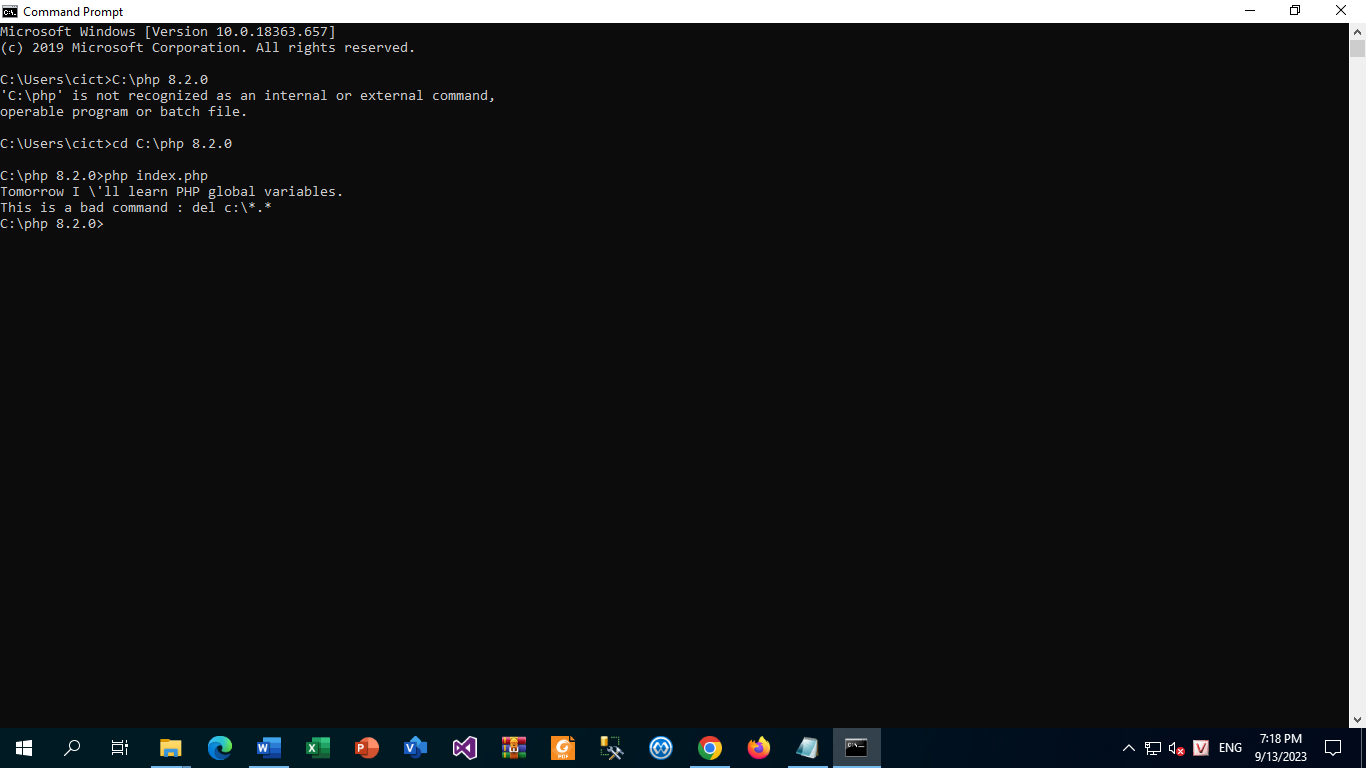 Command Prompt
Microsoft Windows [Version 10.0.18363.657]
(c) 2019 Microsoft Corporation. All rights reserved.
C:\Users\cict>C:\php 8.2.0
'C:\php' is not recognized as an internal or external command,
operable program or batch file.
C:\Users\cict>cd C:\php 8.2.0
C:\php 8.2.0>php index.php
Tomorrow I \'ll learn PHP global variables.
This is a bad command : del c:\*.*
C:\php 8.2.0>
ENG
7:18 PM
9/13/2023